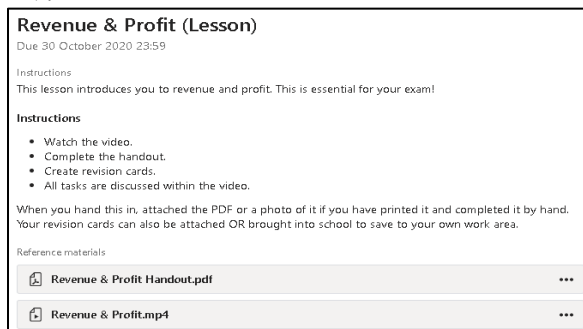 Revenue & Profit (Lesson)
Due 30 October 2020 23:59
Instructions
This lesson introduces you to revenue and profit. This is essential for your exam!
Instructions
• Watch the video.
• Complete the handout.
• Create revision cards.
• All tasks are discussed within the video.
When you hand this in, attached the PDF or a photo of it if you have printed it and completed it by hand.
Your revision cards can also be attached OR brought into school to save to your own work area.
Reference materials
Revenue & Profit Handout.pdf
Revenue & Profit.mp4